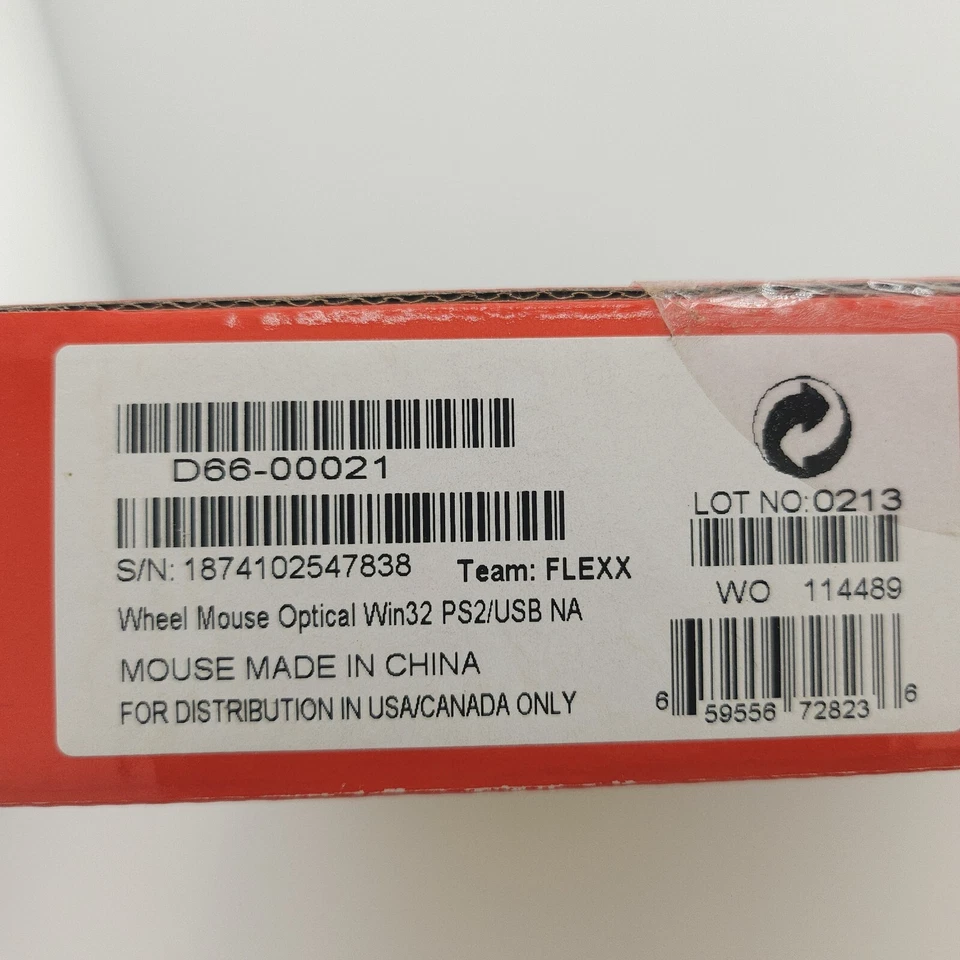 D66-00021
S/N: 1874102547838 Team: FLEXX
Wheel Mouse Optical Win32 PS2/USB NA
MOUSE MADE IN CHINA
FOR DISTRIBUTION IN USA/CANADA ONLY
LOT NO: 0213
WO 114489
6 59556 72823 6